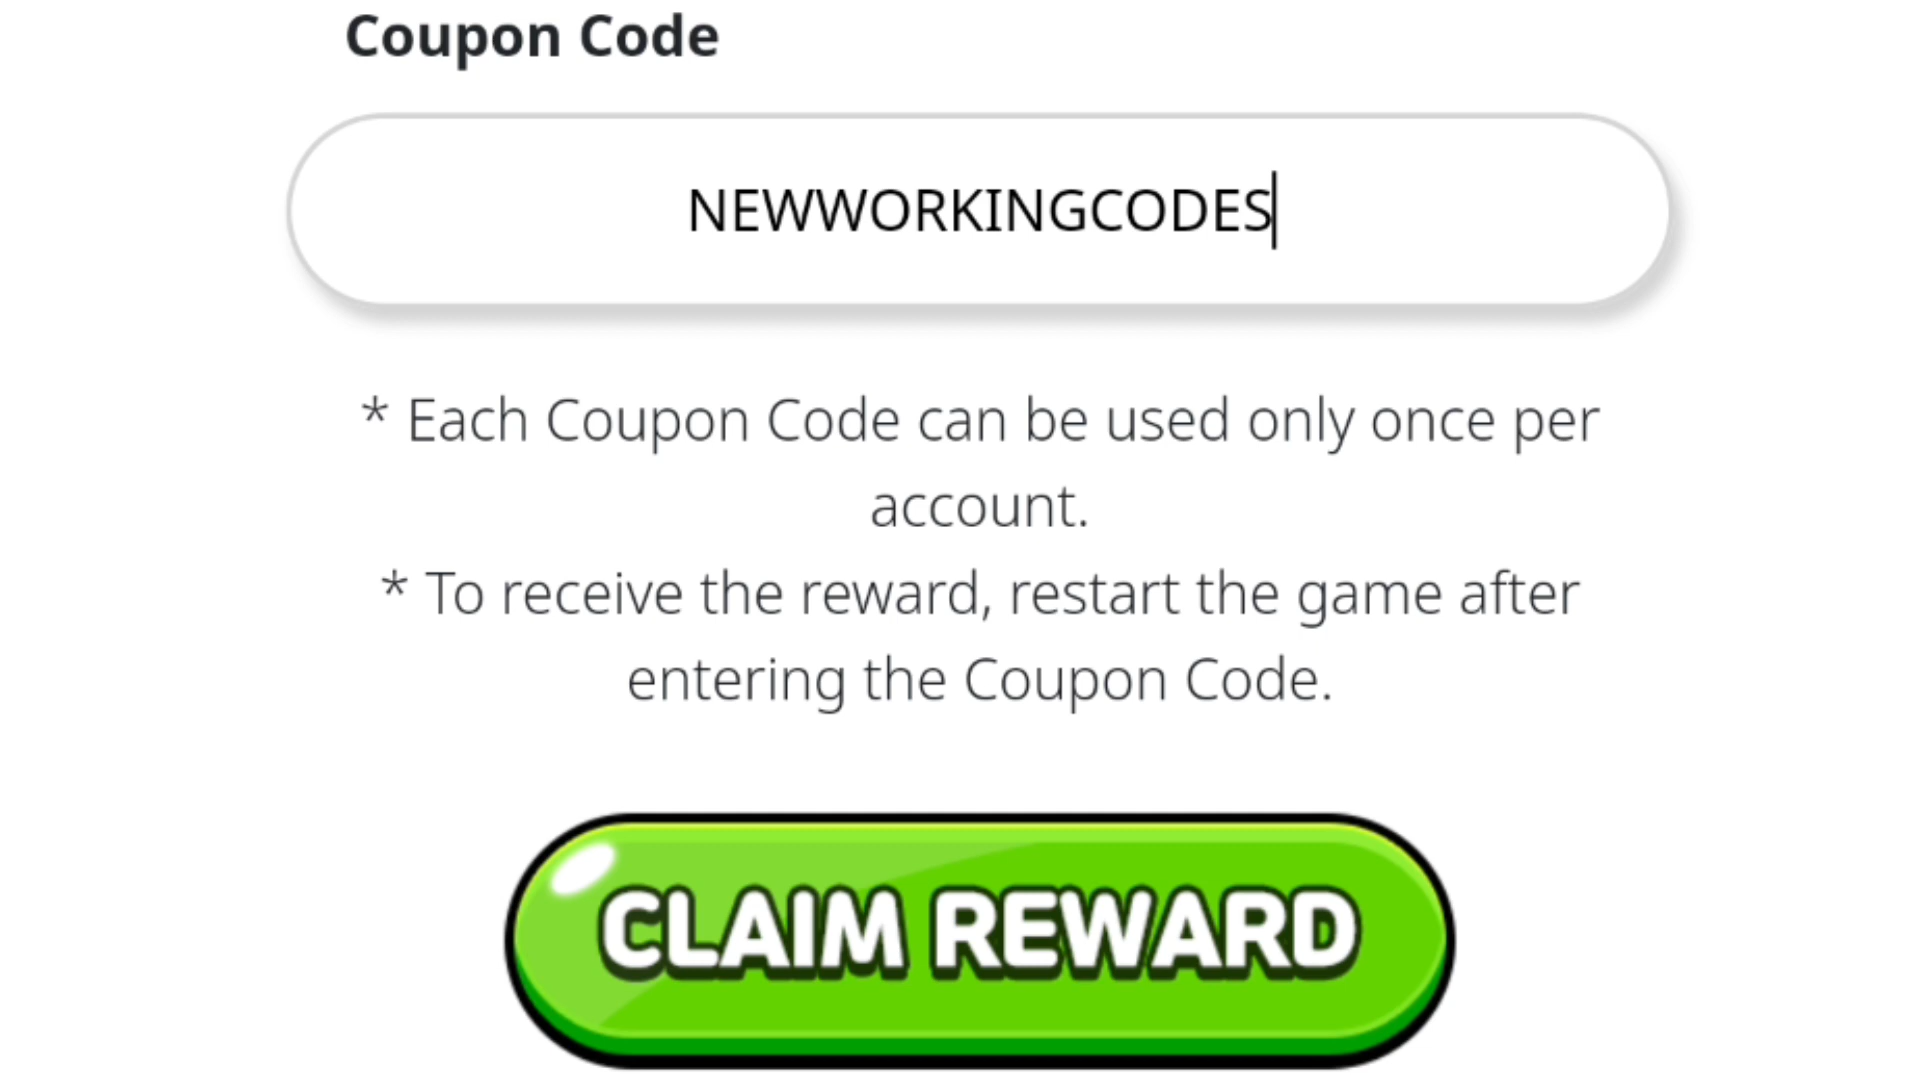 Coupon Code
NEWWORKINGCODES
* Each Coupon Code can be used only once per
account.
* To receive the reward, restart the game after
entering the Coupon Code.
CLAIM REWARD